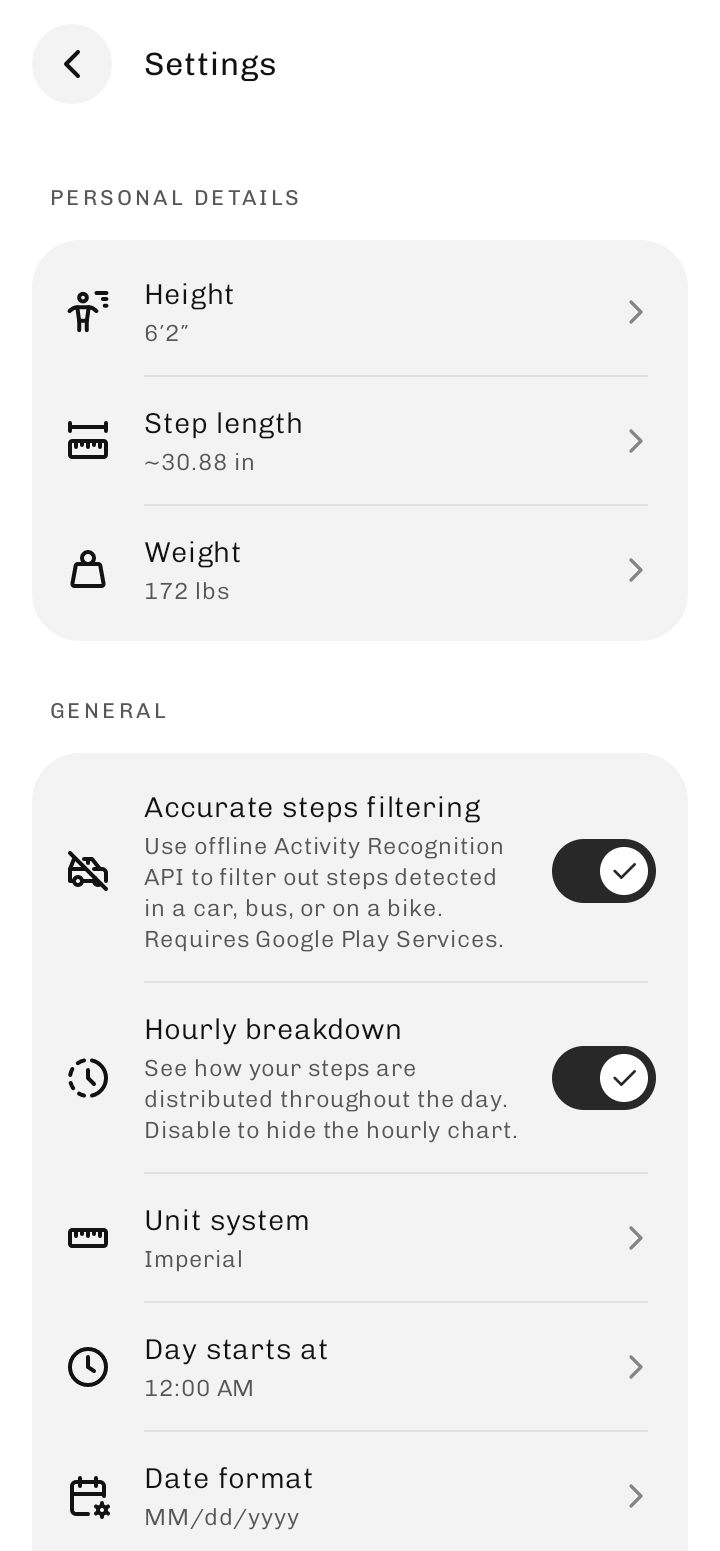 Settings
PERSONAL DETAILS
Height
6′2″
Step length
~30.88 in
Weight
172 lbs
GENERAL
Accurate steps filtering
Use offline Activity Recognition
API to filter out steps detected
in a car, bus, or on a bike.
Requires Google Play Services.
Hourly breakdown
See how your steps are
distributed throughout the day.
Disable to hide the hourly chart.
Unit system
Imperial
Day starts at
12:00 AM
Date format
MM/dd/yyyy